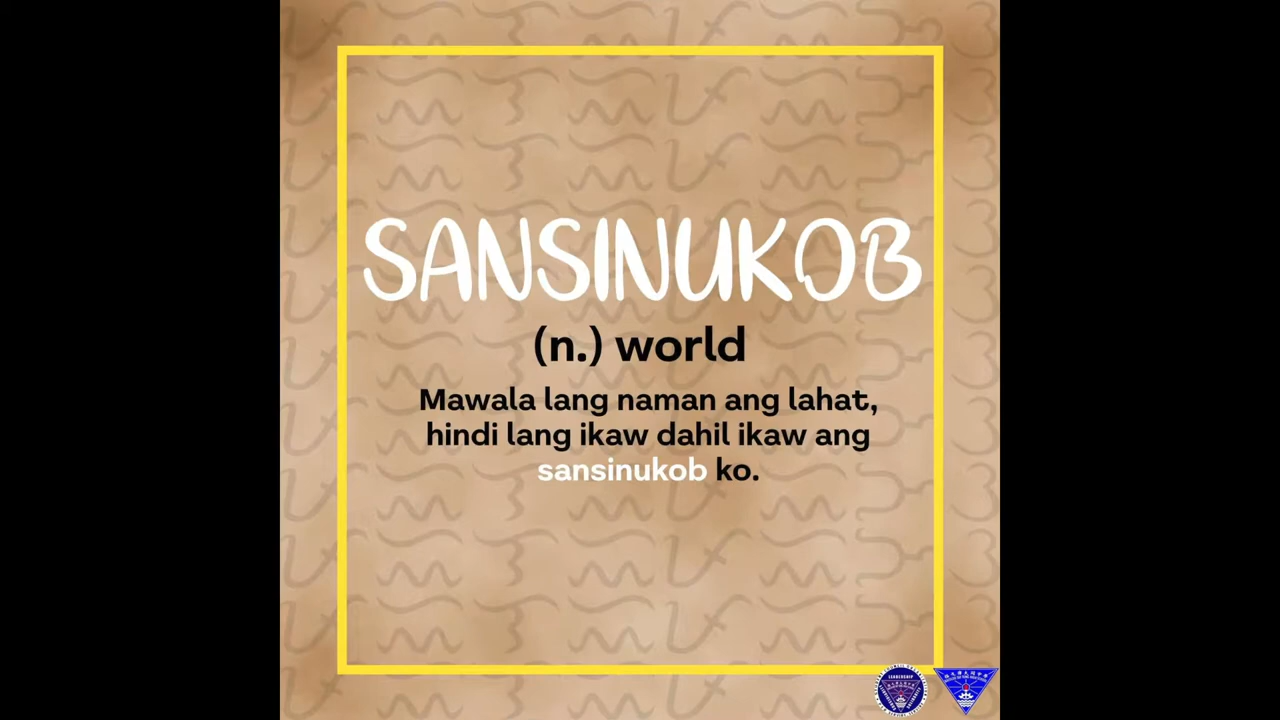 SANSINUKOB
(n.) world
Mawala lang naman ang lahat,
hindi lang ikaw dahil ikaw ang
sansinukob ko.